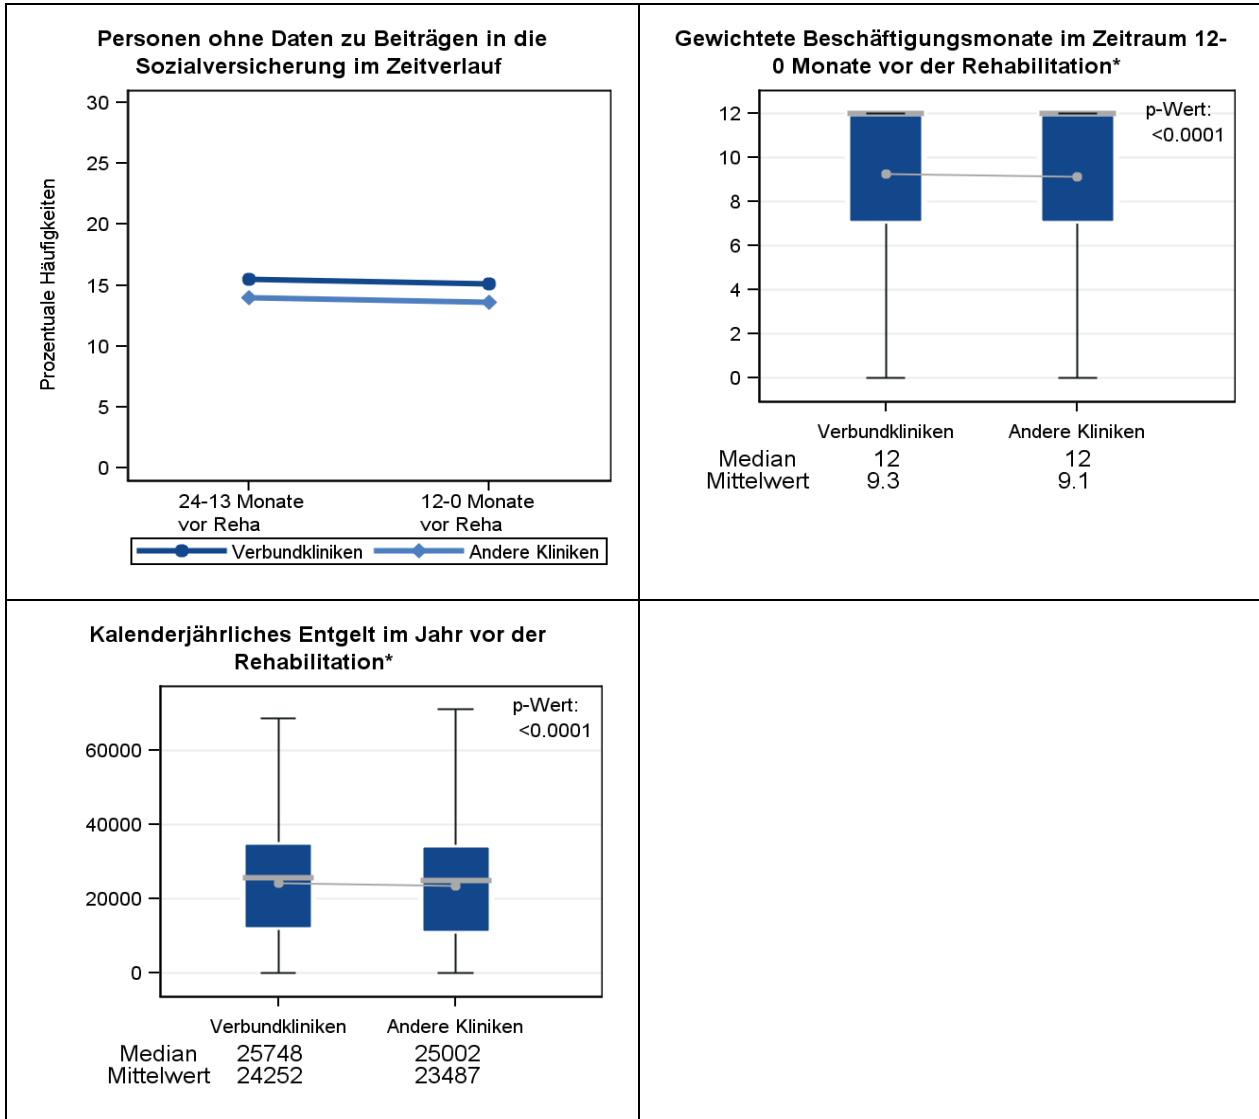 Personen ohne Daten zu Beiträgen in die
Sozialversicherung im Zeitverlauf
30
25
20
15
10
5
0
Prozentuale Häufigkeiten
24-13 Monate
vor Reha
12-0 Monate
vor Reha
Verbundkliniken Andere Kliniken
Gewichtete Beschäftigungsmonate im Zeitraum 12-
0 Monate vor der Rehabilitation*
p-Wert:
<0.0001
12
10
8
6
4
2
0
Verbundkliniken Andere Kliniken
Median 12 12
Mittelwert 9.3 9.1
Kalenderjährliches Entgelt im Jahr vor der
Rehabilitation*
p-Wert:
<0.0001
60000
40000
20000
0
Verbundkliniken Andere Kliniken
Median 25748 25002
Mittelwert 24252 23487